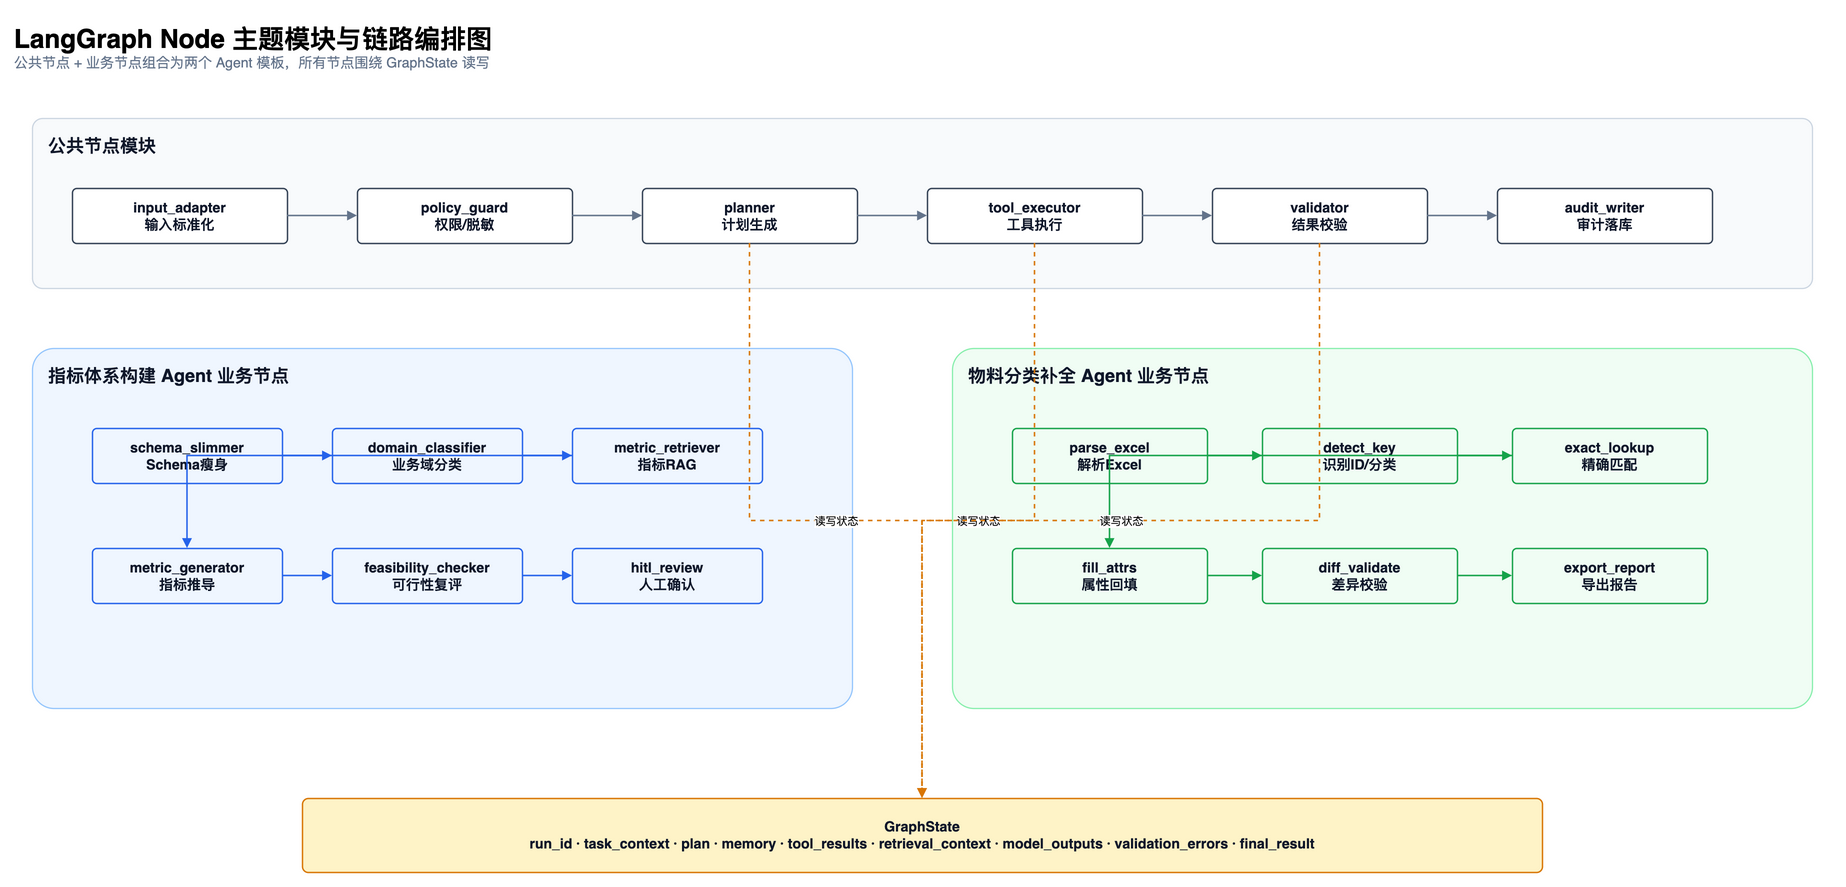 LangGraph Node 主题模块与链路编排图
公共节点 + 业务节点组合为两个 Agent 模板，所有节点围绕 GraphState 读写
公共节点模块
input_adapter
输入标准化
policy_guard
权限/脱敏
planner
计划生成
tool_executor
工具执行
validator
结果校验
audit_writer
审计落库
指标体系构建 Agent 业务节点
schema_slimmer
Schema瘦身
domain_classifier
业务域分类
metric_retriever
指标RAG
metric_generator
指标推导
feasibility_checker
可行性复评
hitl_review
人工确认
物料分类补全 Agent 业务节点
parse_excel
解析Excel
detect_key
识别ID/分类
exact_lookup
精确匹配
fill_attrs
属性回填
diff_validate
差异校验
export_report
导出报告
读写状态
读写状态
读写状态
GraphState
run_id · task_context · plan · memory · tool_results · retrieval_context · model_outputs · validation_errors · final_result